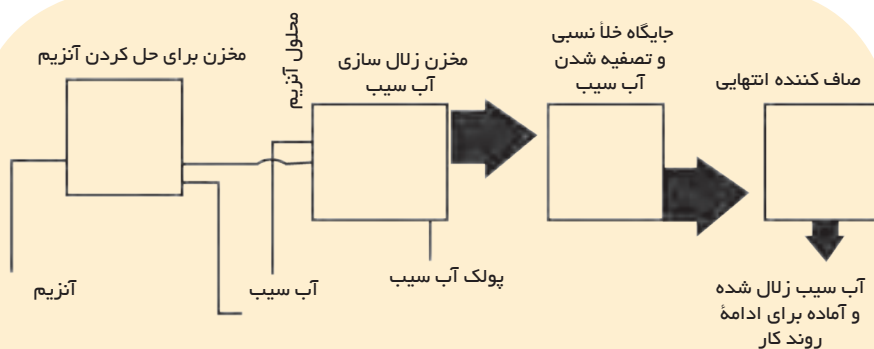 مخزن برای حل کردن آنزیم
محلول آنزیم
مخزن زلال سازی
آب سیب
جایگاه خلأ نسبی
و تصفیه شدن
آب سیب
صاف کننده انتهایی
آنزیم
آب سیب
پولک آب سیب
آب سیب زلال شده
و آماده برای ادامهٔ
روند کار